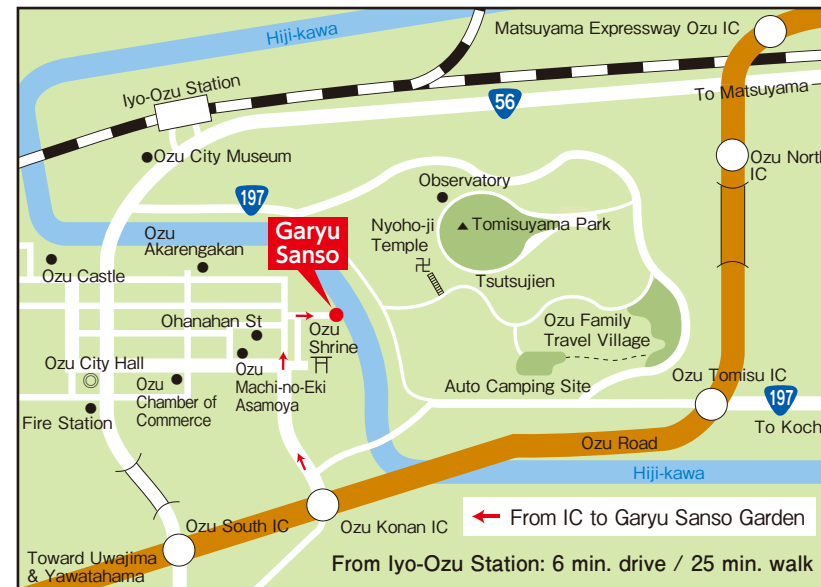 Hiji-kawa
Matsuyama Expressway Ozu IC
Iyo-Ozu Station
56
To Matsuyama
Ozu City Museum
Ozu North
IC
197
Observatory
Ozu
Akarengakan
Garyu
Sanso
Nyoho-ji
Temple
卍
Tomisuyama Park
Ozu Castle
Tsutsujien
Ohanahan St
Ozu
Shrine
Ozu Family
Travel Village
Ozu City Hall
Ozu
Chamber of
Commerce
Ozu
Machi-no-Eki
Asamoya
Auto Camping Site
Ozu Tomisu IC
197
Fire Station
To Koch
Ozu Road
Hiji-kawa
Ozu South IC
Ozu Konan IC
From IC to Garyu Sanso Garden
Toward Uwajima
& Yawatahama
From Iyo-Ozu Station: 6 min. drive / 25 min. walk